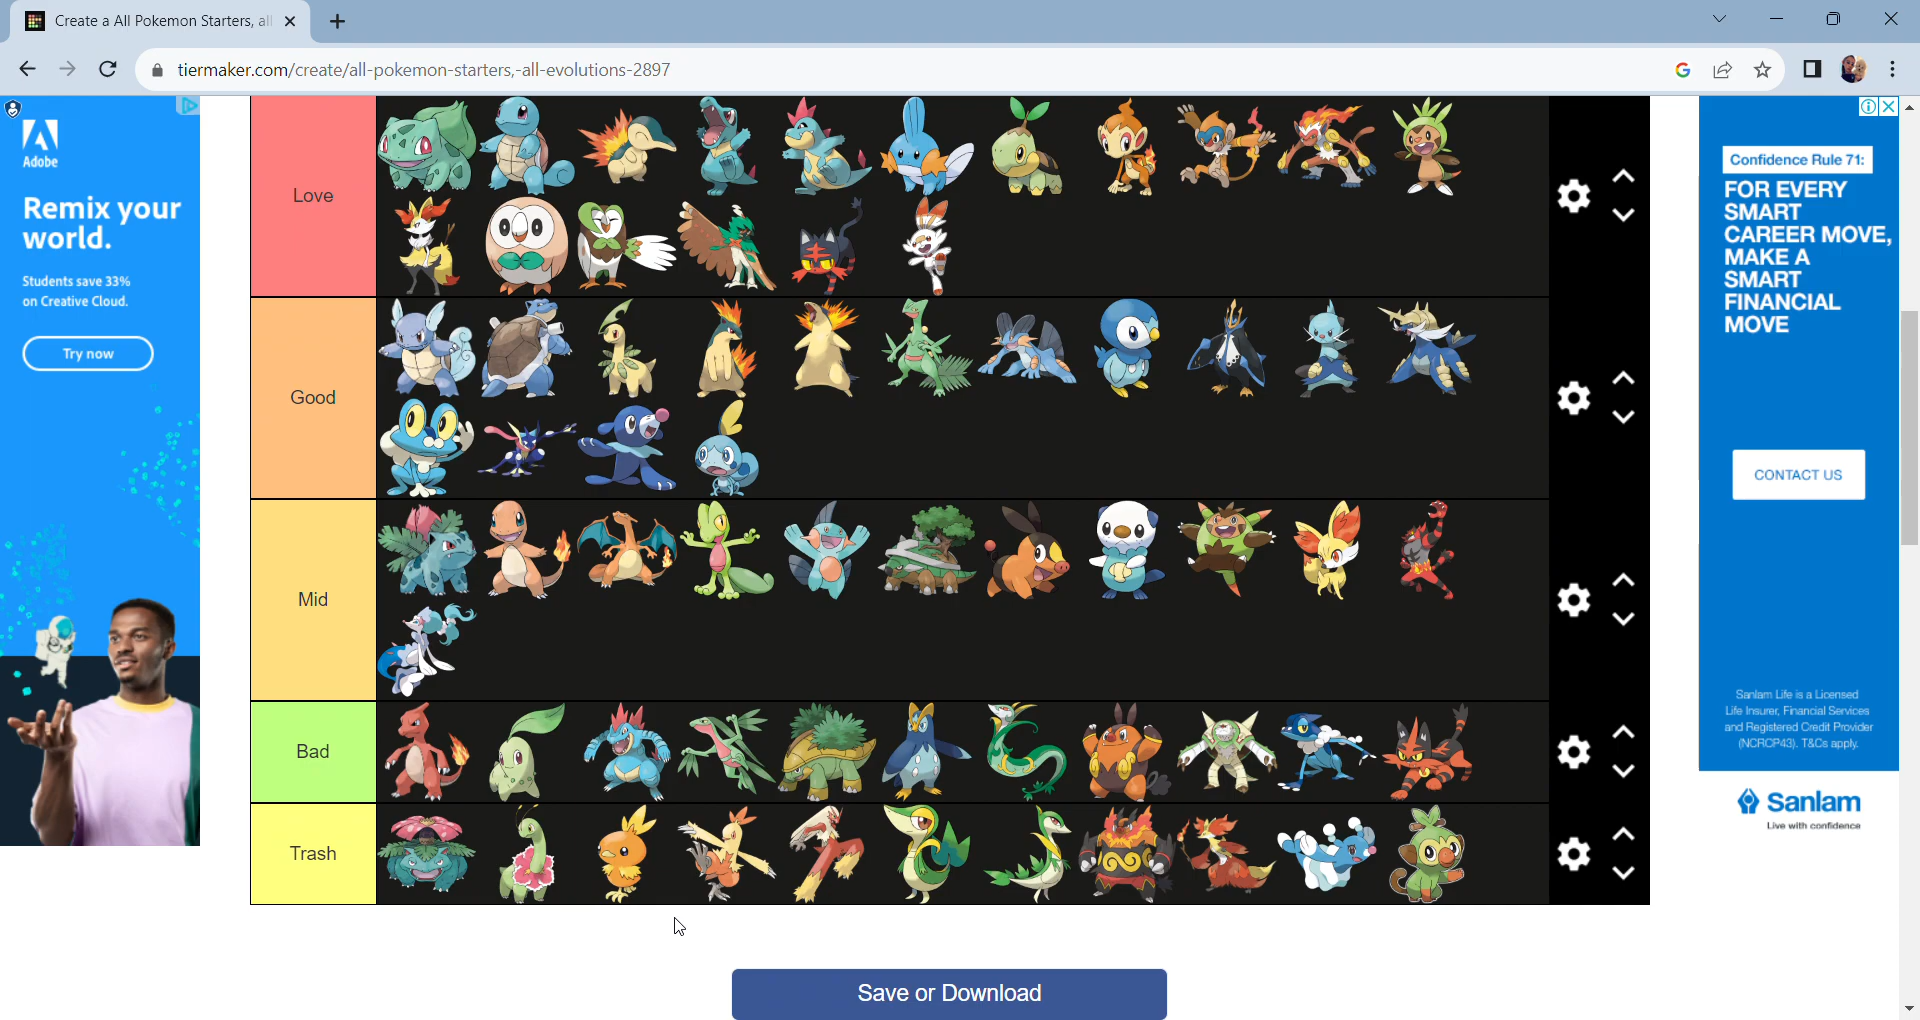 Create a All Pokemon Starters, all
tiermaker.com/create/all-pokemon-starters,-all-evolutions-2897
Adobe
Remix your
world.
Students save 33%
on Creative Cloud.
Try now
Love
Good
Mid
Bad
Trash
Save or Download
Confidence Rule 71:
FOR EVERY
SMART
CAREER MOVE,
MAKE A
SMART
FINANCIAL
MOVE
CONTACT US
Sanlam Life is a Licensed
Life Insurer, Financial Services
and Registered Credit Provider
(NCRCP43). T&Cs apply.
Sanlam
Live with confidence